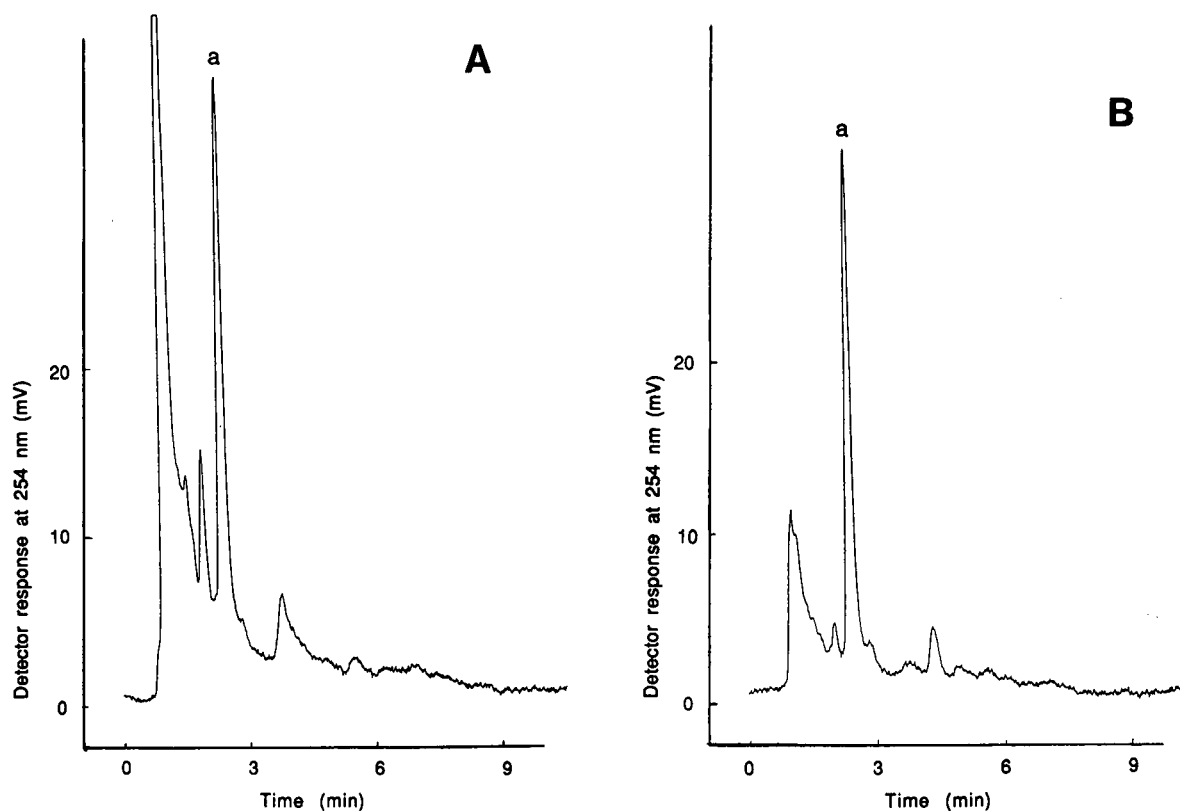 A
a
20
10
0
Detector response at 254 nm (mV)
0 3 6 9
Time (min)
B
a
20
10
0
Detector response at 254 nm (mV)
0 3 6 9
Time (min)